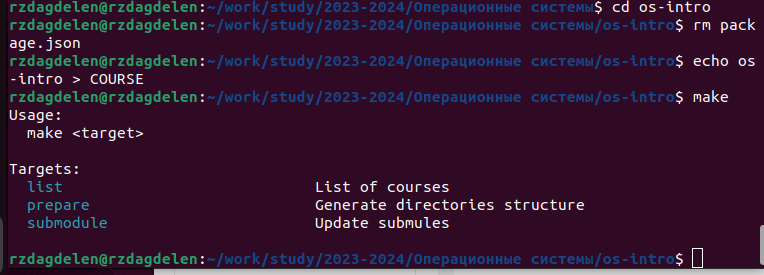 rzdagdelen@rzdagdelen:~/work/study/2023-2024/Операционные системы$ cd os-intro
rzdagdelen@rzdagdelen:~/work/study/2023-2024/Операционные системы/os-intro$ rm pack
age.json
rzdagdelen@rzdagdelen:~/work/study/2023-2024/Операционные системы/os-intro$ echo os
-intro > COURSE
rzdagdelen@rzdagdelen:~/work/study/2023-2024/Операционные системы/os-intro$ make
Usage:
  make <target>

Targets:
  list                            List of courses
  prepare                         Generate directories structure
  submodule                       Update submules

rzdagdelen@rzdagdelen:~/work/study/2023-2024/Операционные системы/os-intro$